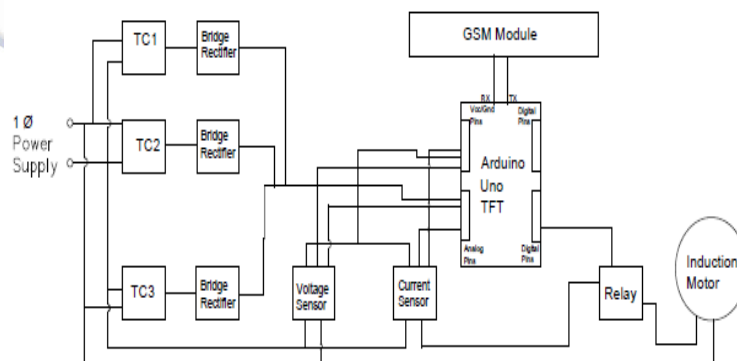 GSM Module
TC1
Bridge
Rectifier
RX
TX
Vcc/Gnd
Pins
Digital
Pins
1 Ø
Power
Supply
TC2
Bridge
Rectifier
Arduino
Uno
TFT
Analog
Pins
Digital
Pins
TC3
Bridge
Rectifier
Voltage
Sensor
Current
Sensor
Relay
Induction
Motor